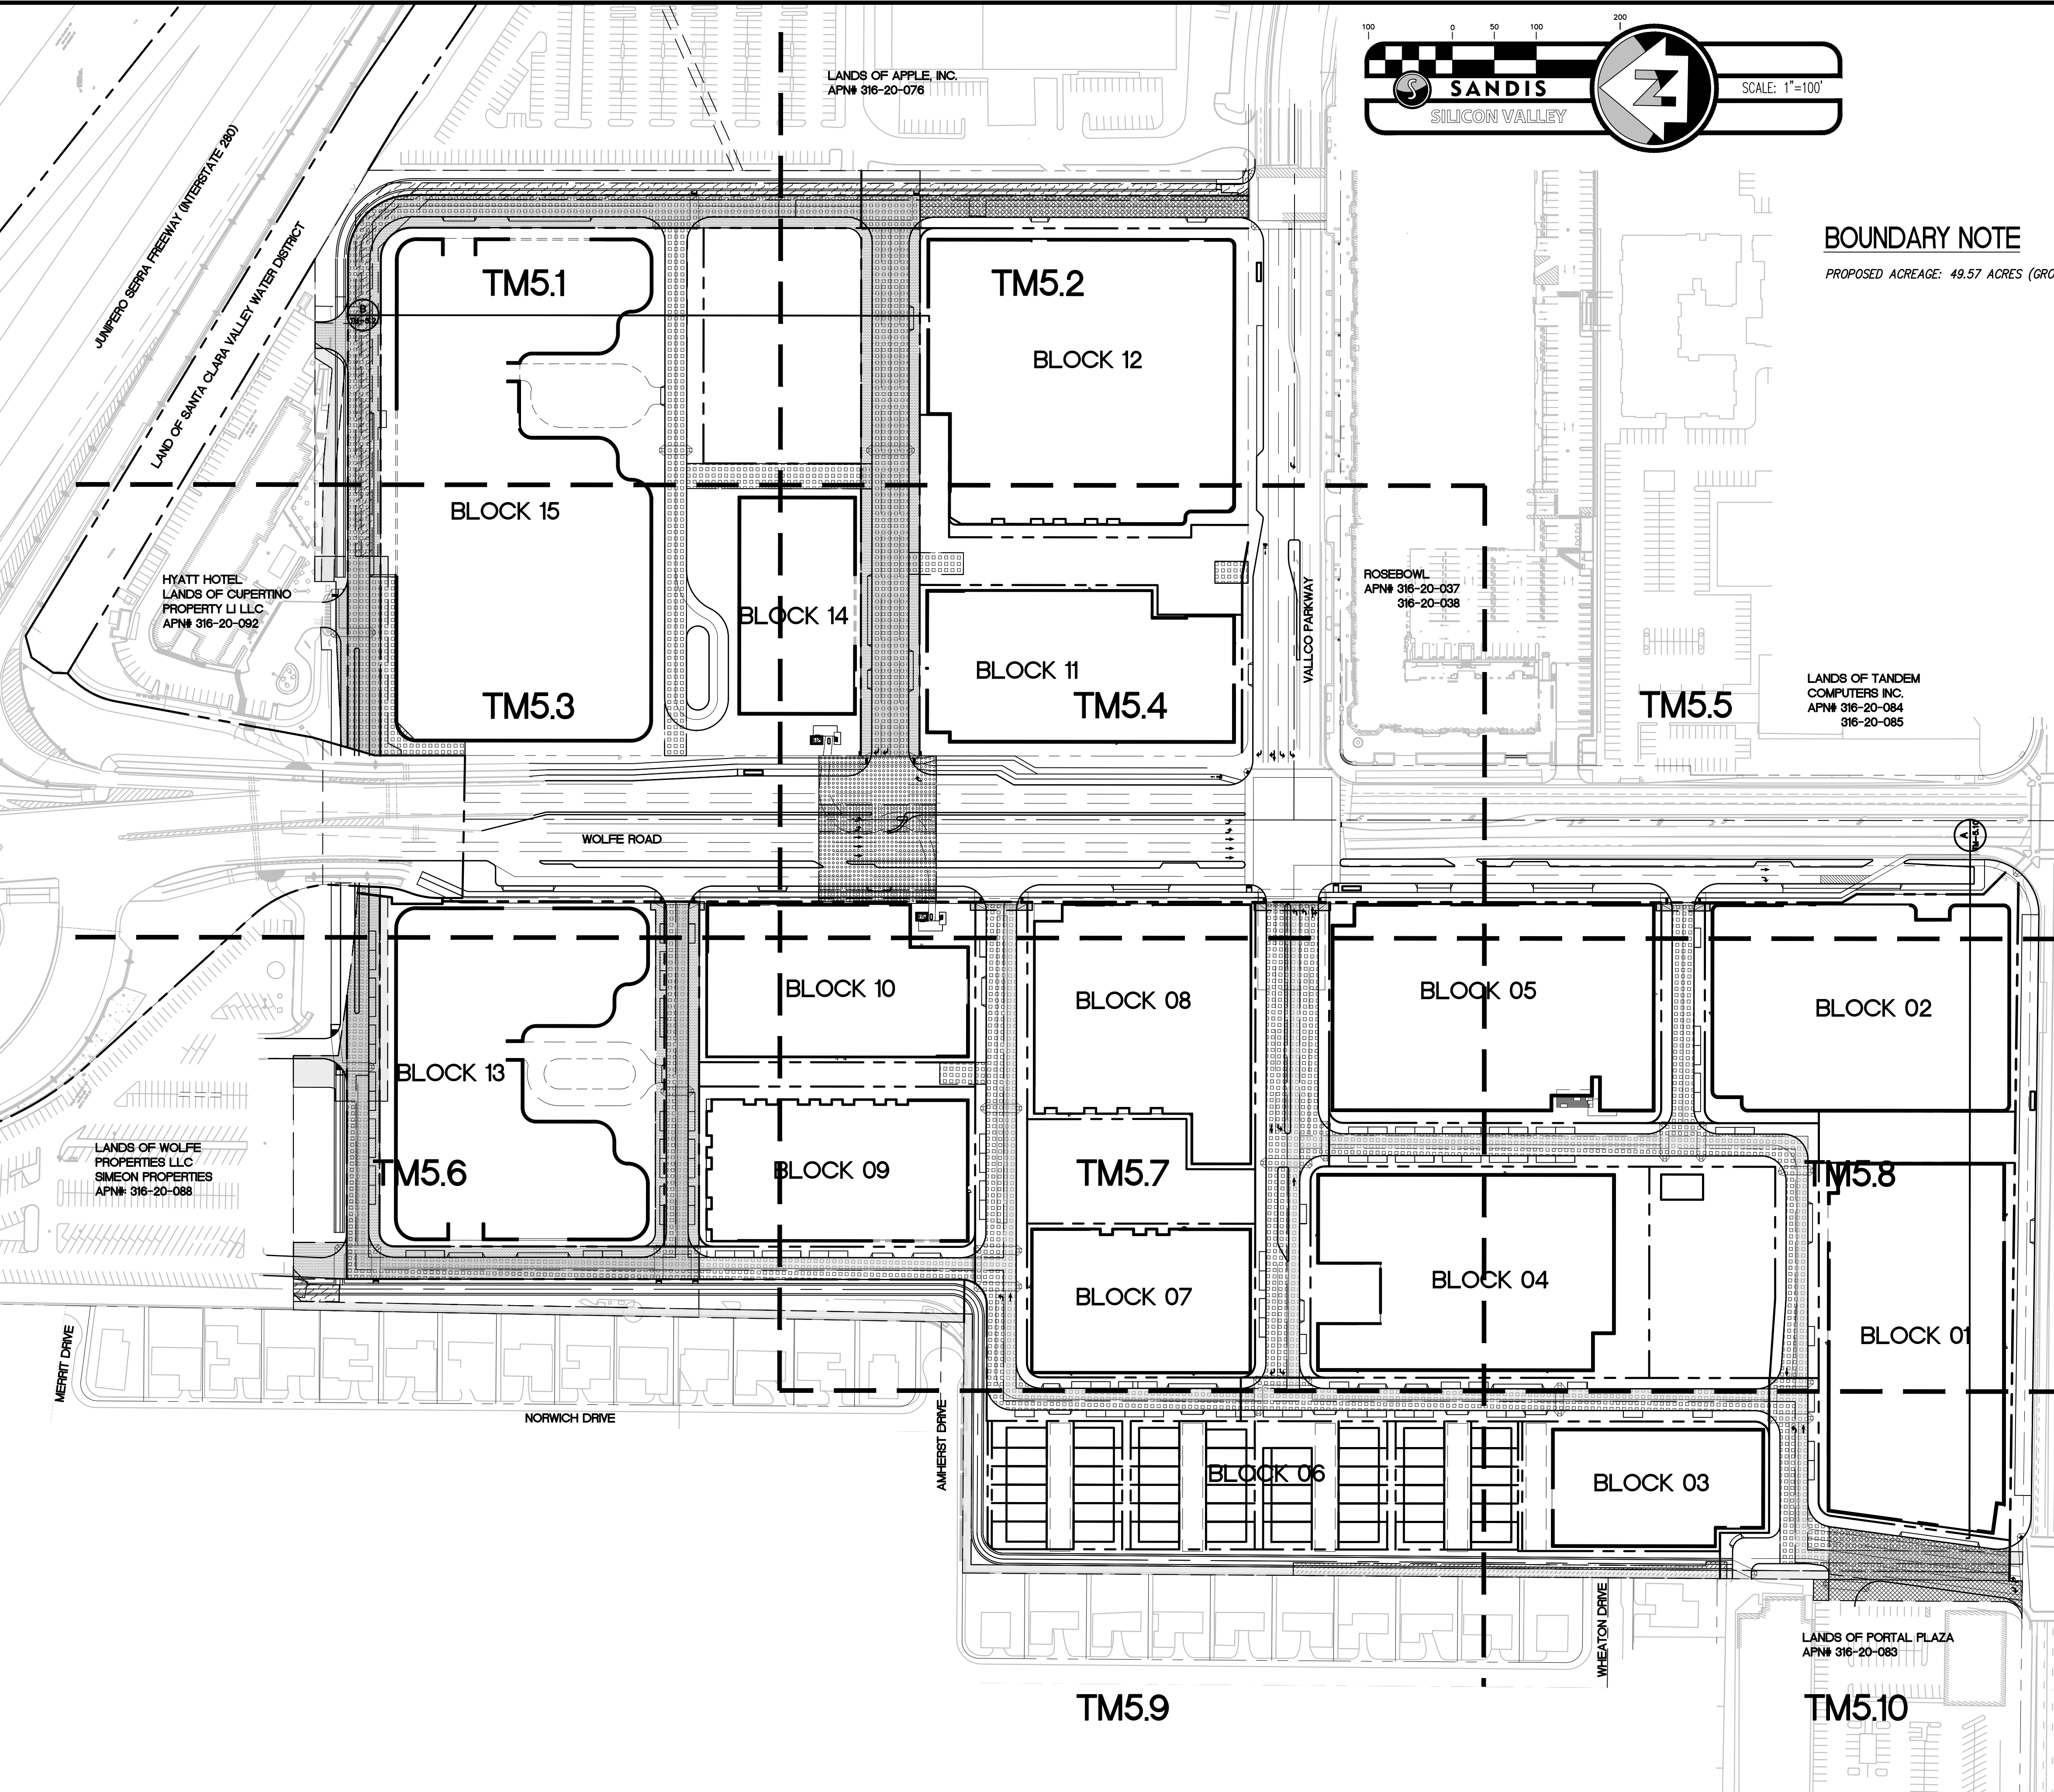 100 0 50 100 200
SANDIS
SILICON VALLEY
SCALE: 1"=100'
LANDS OF APPLE, INC.
APN# 316-20-076
BOUNDARY NOTE
PROPOSED ACREAGE: 49.57 ACRES (GRO
JUNIPERO SERRA FREEWAY (INTERSTATE 280)
LAND OF SANTA CLARA VALLEY WATER DISTRICT
TM5.1
TM5.2
B
BLOCK 12
BLOCK 15
HYATT HOTEL
LANDS OF CUPERTINO
PROPERTY LI LLC
APN# 316-20-092
BLOCK 14
BLOCK 11
VALLCO PARKWAY
ROSEBOWL
APN# 316-20-037
316-20-038
TM5.3
TM5.4
TM5.5
LANDS OF TANDEM
COMPUTERS INC.
APN# 316-20-084
316-20-085
WOLFE ROAD
A
TM-5.10
BLOCK 10
BLOCK 08
BLOCK 05
BLOCK 02
BLOCK 13
LANDS OF WOLFE
PROPERTIES LLC
SIMEON PROPERTIES
APN#: 316-20-088
TM5.6
BLOCK 09
TM5.7
TM5.8
BLOCK 07
BLOCK 04
BLOCK 01
MERRIT DRIVE
NORWICH DRIVE
AMHERST DRIVE
BLOCK 06
BLOCK 03
WHEATON DRIVE
LANDS OF PORTAL PLAZA
APN# 316-20-083
TM5.9
TM5.10